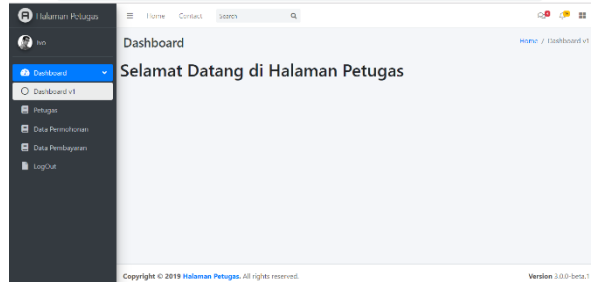 Halaman Petugas
Home Contact Search
Ivo
Dashboard
Home / Dashboard v1
Dashboard
Selamat Datang di Halaman Petugas
Dashboard v1
Petugas
Data Permohonan
Data Pembayaran
LogOut
Copyright © 2019 Halaman Petugas. All rights reserved.
Version 3.0.0-beta.1